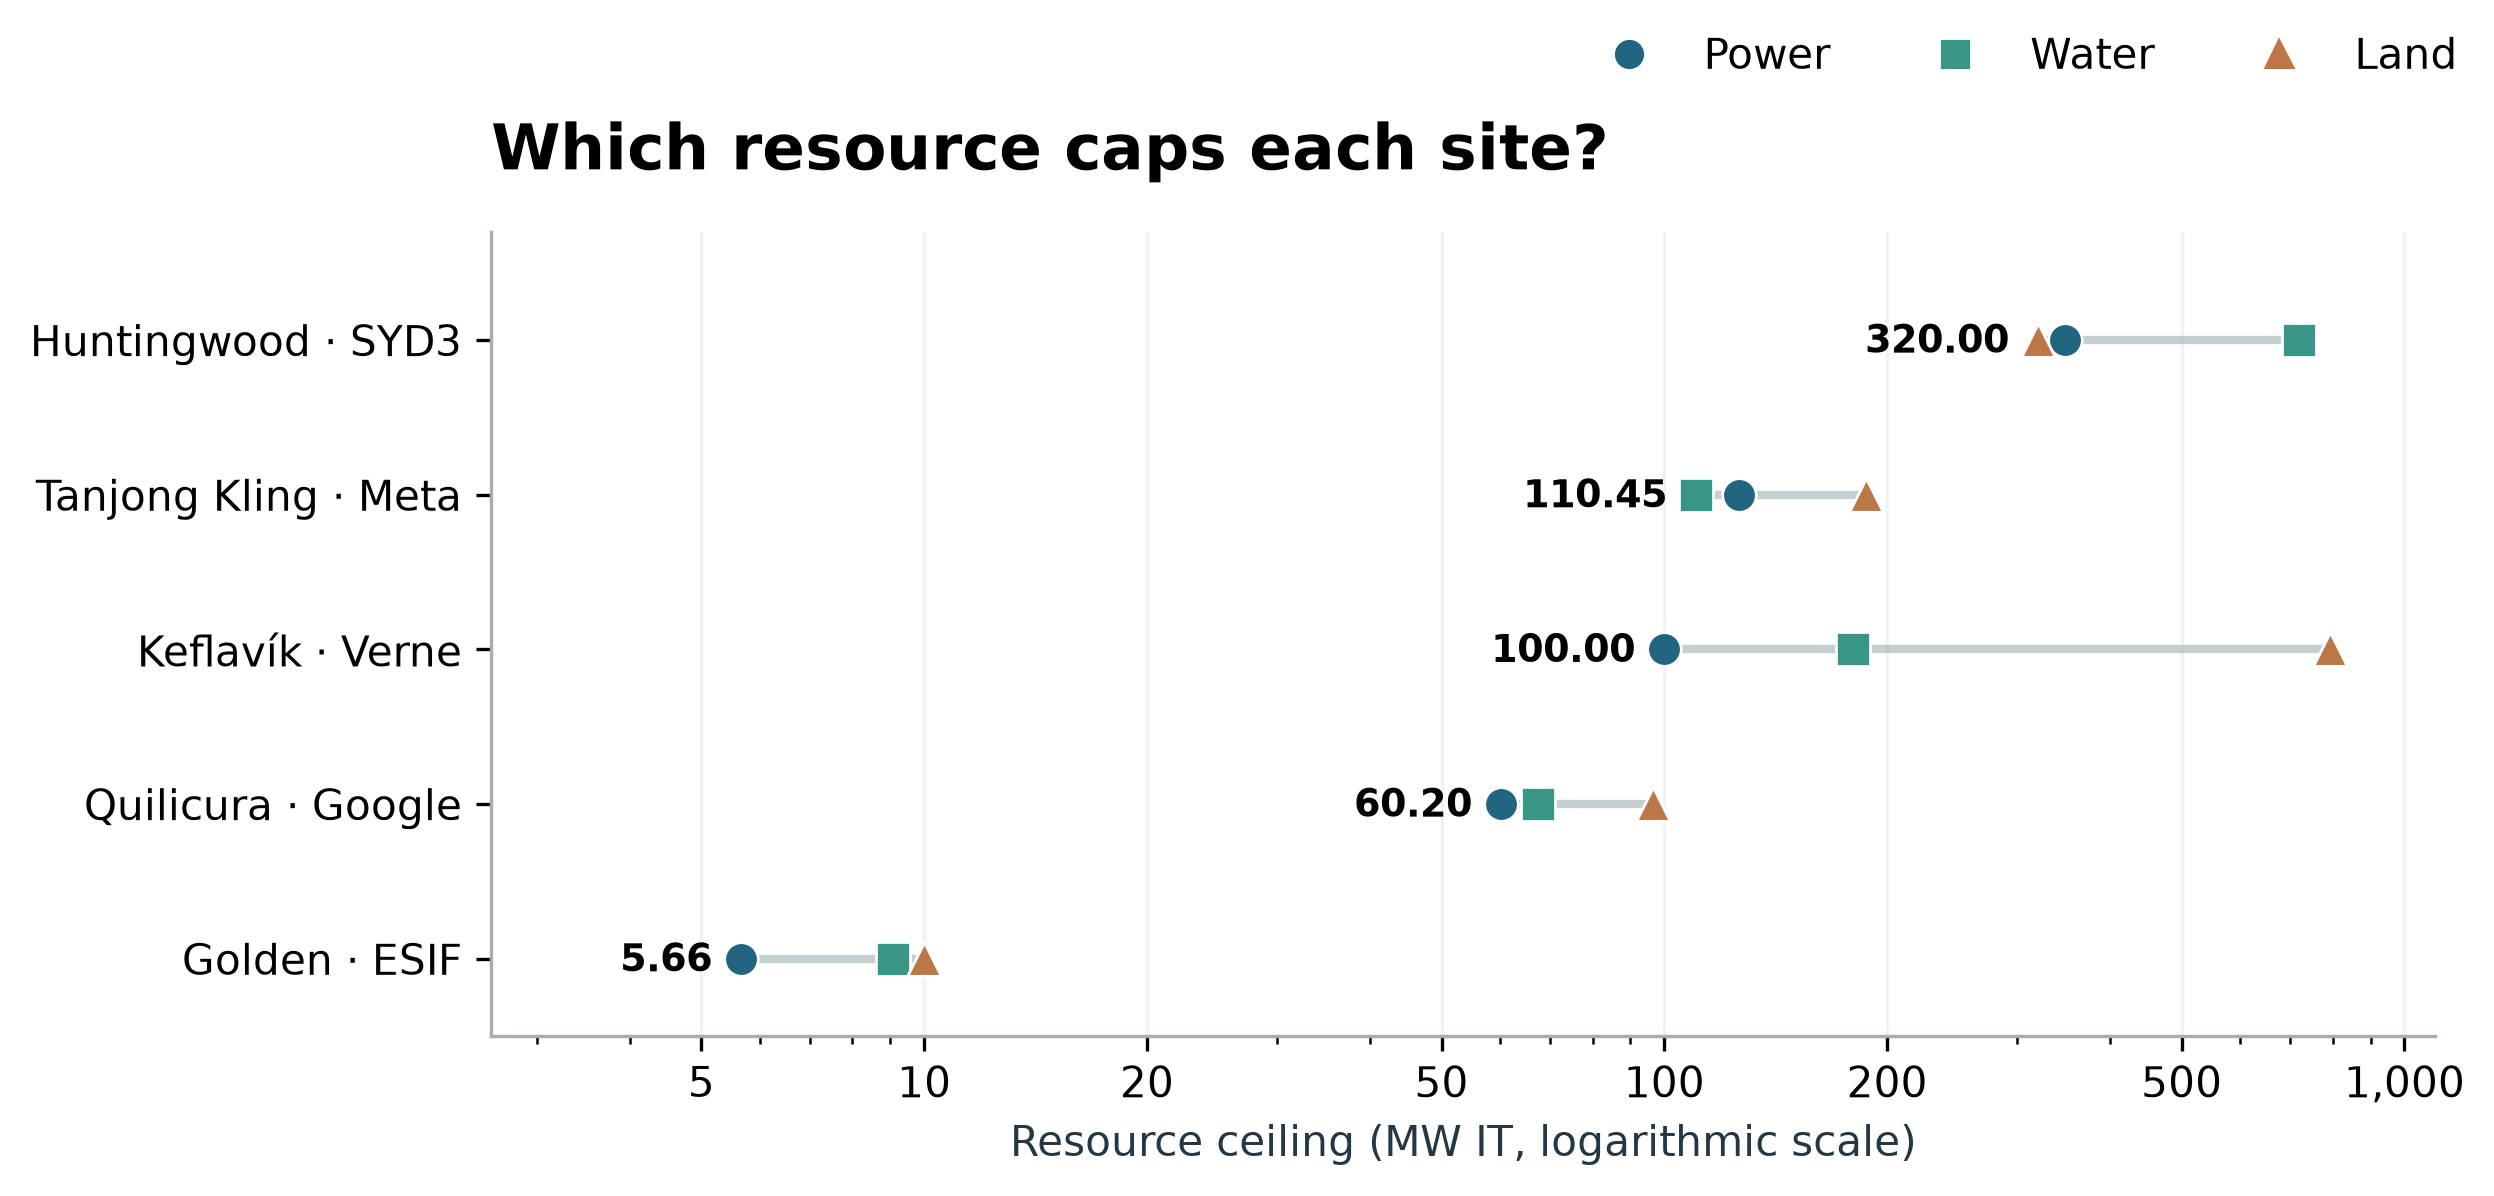 Power Water Land
Which resource caps each site?
Huntingwood · SYD3 320.00
Tanjong Kling · Meta 110.45
Keflavík · Verne 100.00
Quilicura · Google 60.20
Golden · ESIF 5.66
5 10 20 50 100 200 500 1,000
Resource ceiling (MW IT, logarithmic scale)